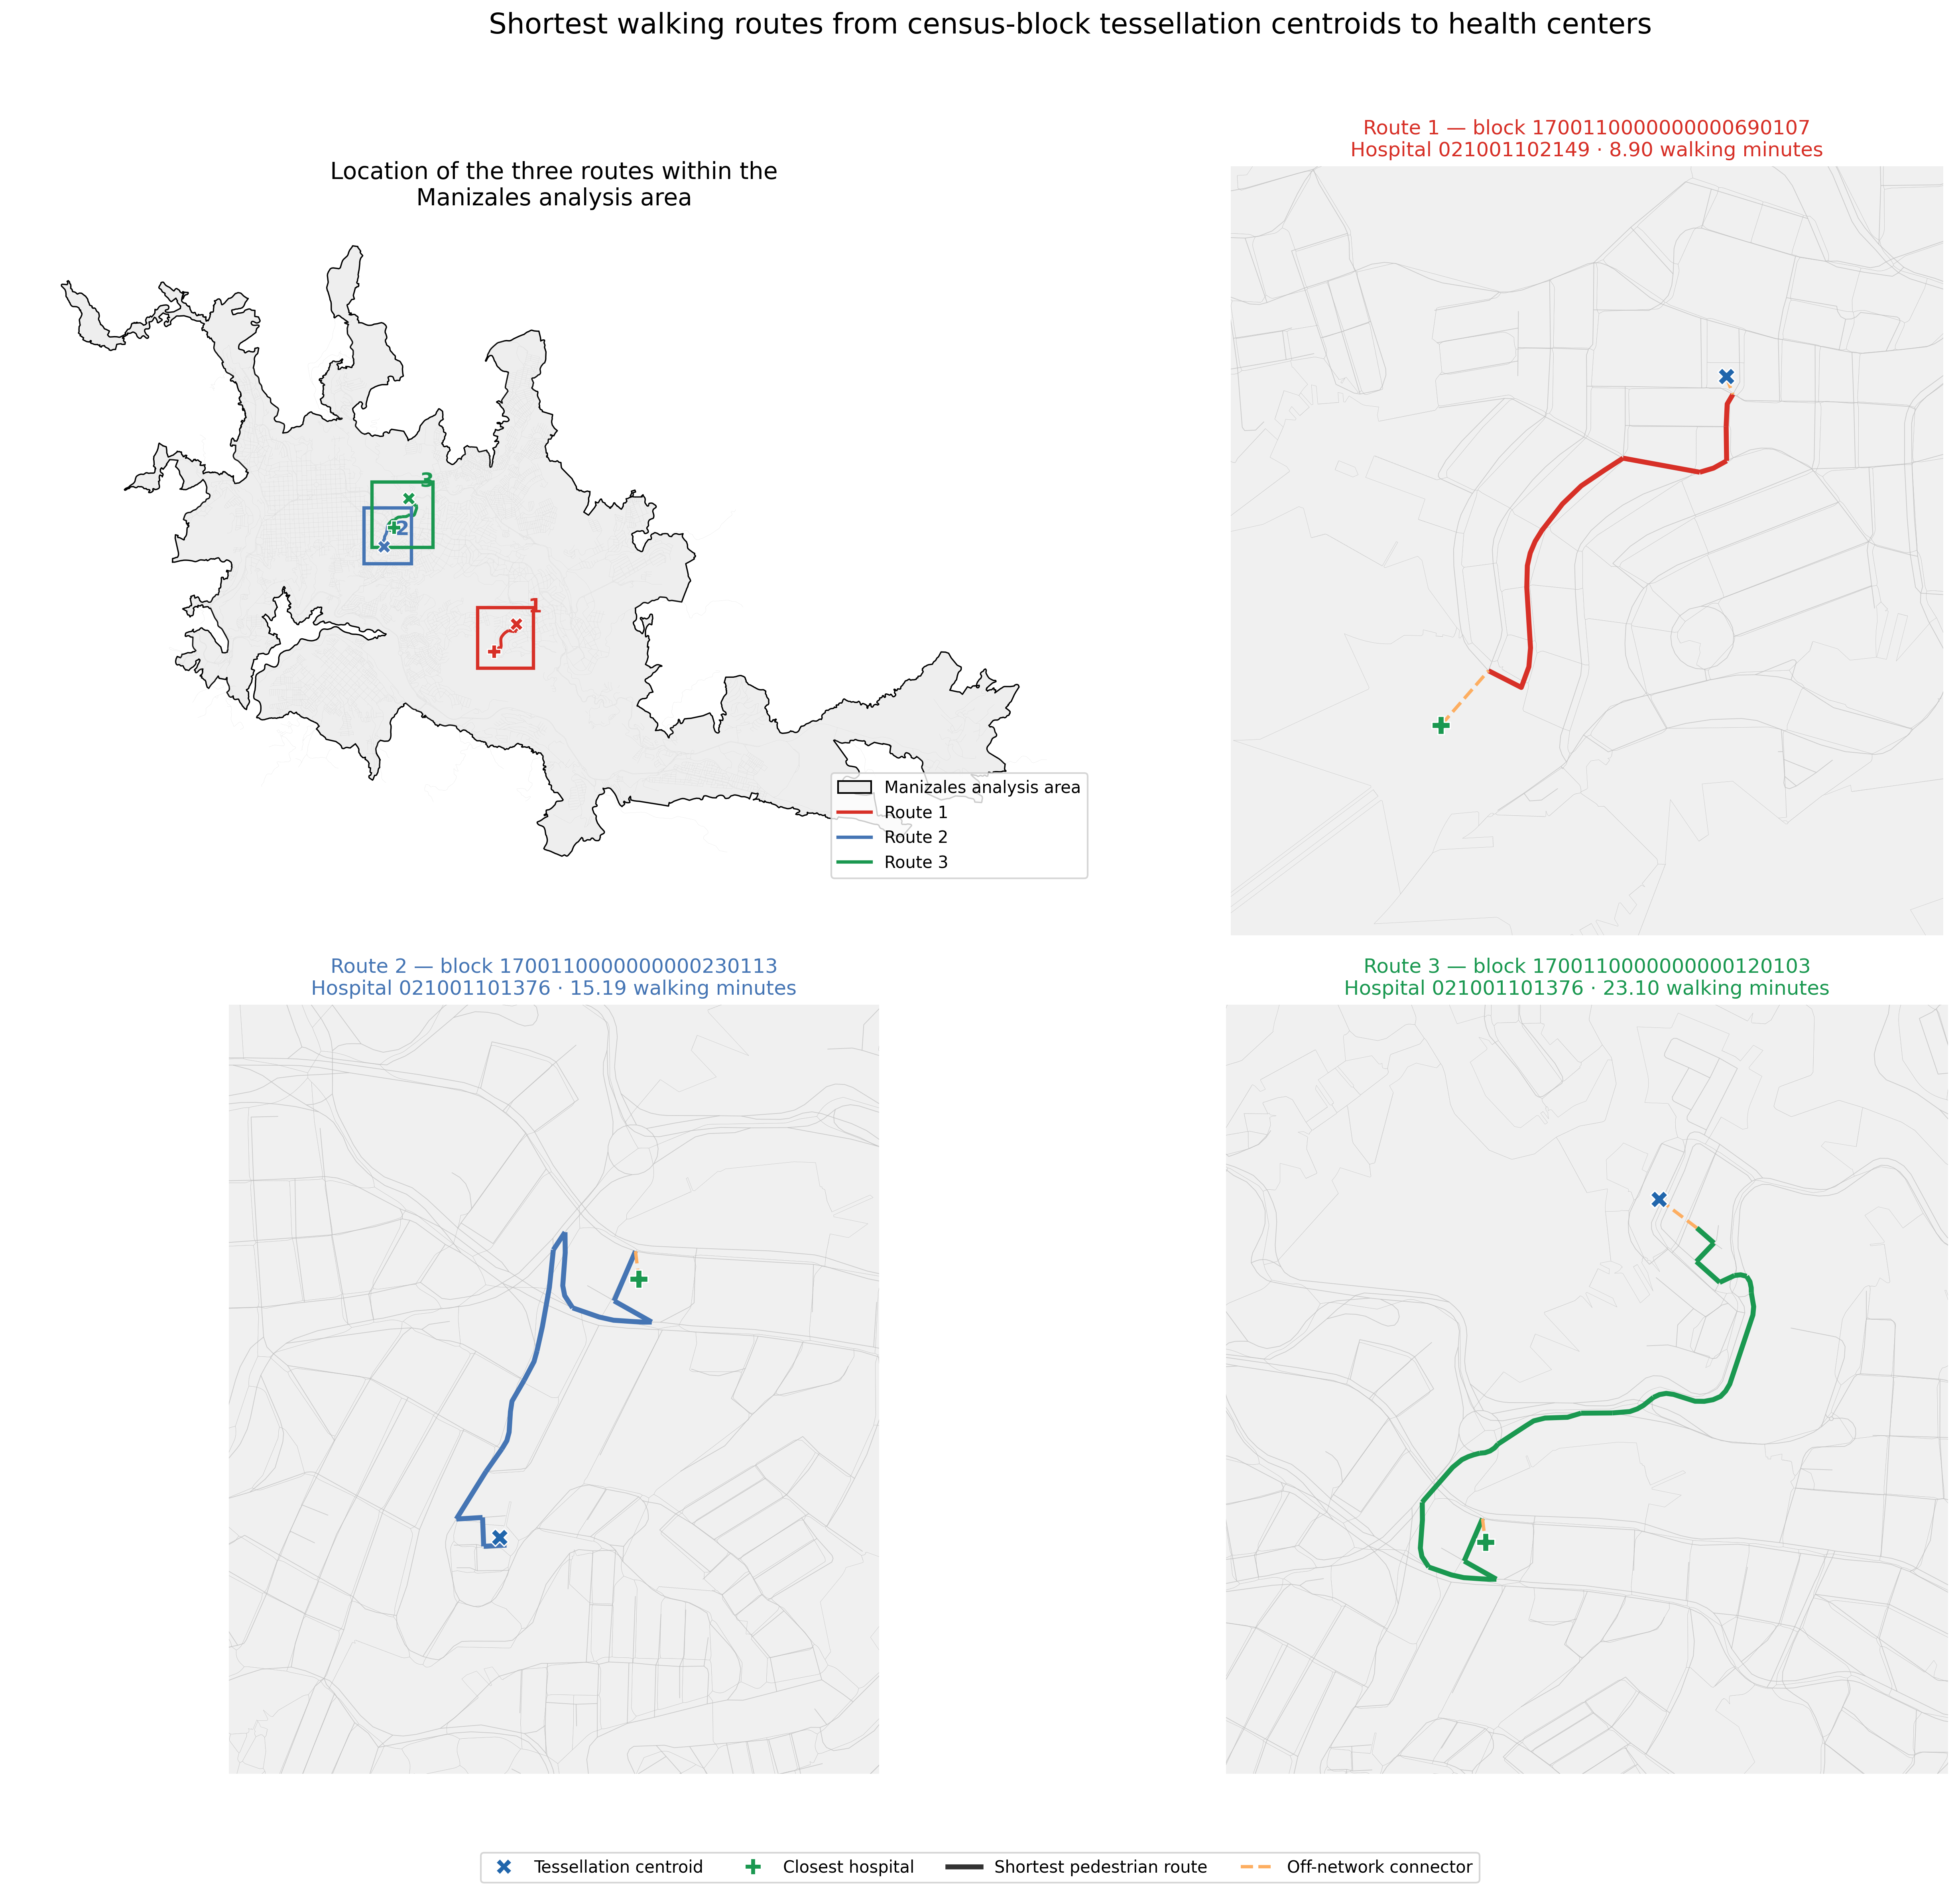 Shortest walking routes from census-block tessellation centroids to health centers
Location of the three routes within the
Manizales analysis area
3
2
1
Manizales analysis area
Route 1
Route 2
Route 3
Route 1 — block 1700110000000000690107
Hospital 021001102149 · 8.90 walking minutes
Route 2 — block 1700110000000000230113
Hospital 021001101376 · 15.19 walking minutes
Route 3 — block 1700110000000000120103
Hospital 021001101376 · 23.10 walking minutes
Tessellation centroid
Closest hospital
Shortest pedestrian route
Off-network connector